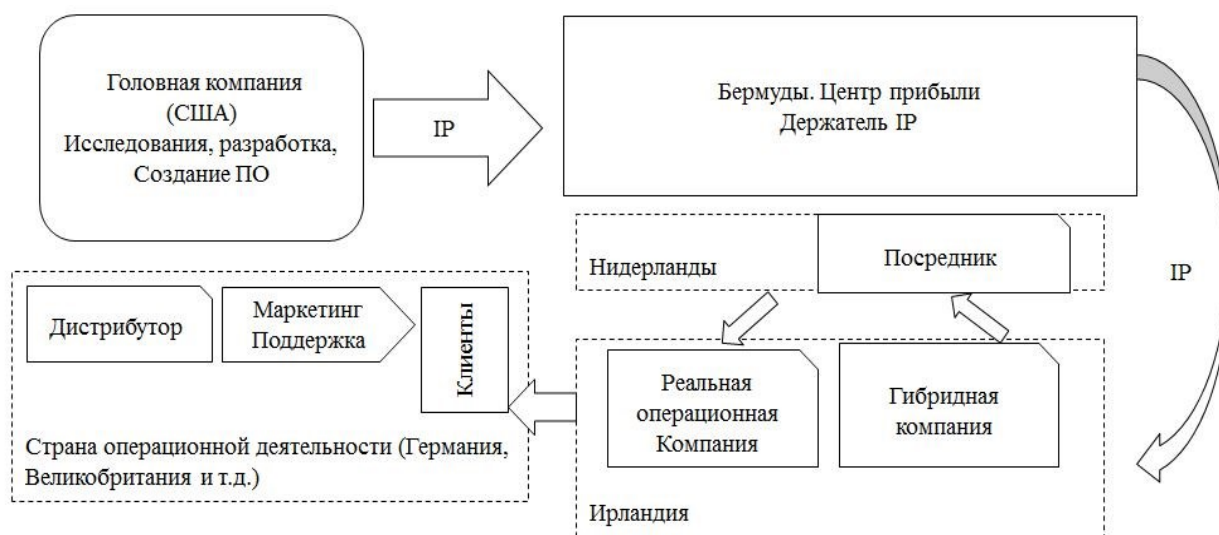 Головная компания
(США)
Исследования, разработка,
Создание ПО
IP
Бермуды. Центр прибыли
Держатель IP
IP
Нидерланды
Посредник
Дистрибутор
Маркетинг
Поддержка
Клиенты
Страна операционной деятельности (Германия,
Великобритания и т.д.)
Реальная
операционная
Компания
Гибридная
компания
Ирландия